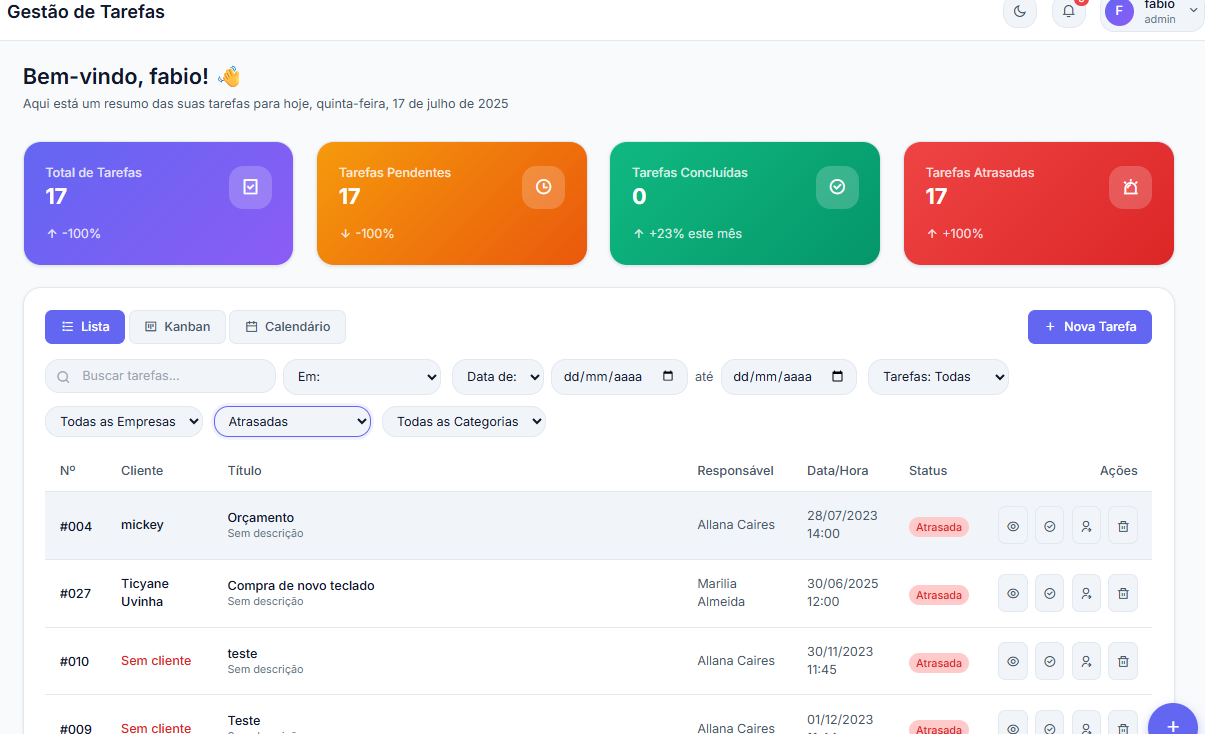 Gestão de Tarefas
F
fabio
admin
Bem-vindo, fabio! 👋
Aqui está um resumo das suas tarefas para hoje, quinta-feira, 17 de julho de 2025
Total de Tarefas
17
↑ -100%
Tarefas Pendentes
17
↓ -100%
Tarefas Concluídas
0
↑ +23% este mês
Tarefas Atrasadas
17
↑ +100%
Lista
Kanban
Calendário
+ Nova Tarefa
Buscar tarefas...
Em:
Data de:
dd/mm/aaaa
até
dd/mm/aaaa
Tarefas: Todas
Todas as Empresas
Atrasadas
Todas as Categorias
Nº Cliente Título Responsável Data/Hora Status Ações
#004 mickey Orçamento Allana Caires 28/07/2023 Atrasada
Sem descrição 14:00
#027 Ticyane Compra de novo teclado Marilia 30/06/2025 Atrasada
Uvinha Sem descrição Almeida 12:00
#010 Sem cliente teste Allana Caires 30/11/2023 Atrasada
Sem descrição 11:45
#009 Sem cliente Teste Allana Caires 01/12/2023 Atrasada
+